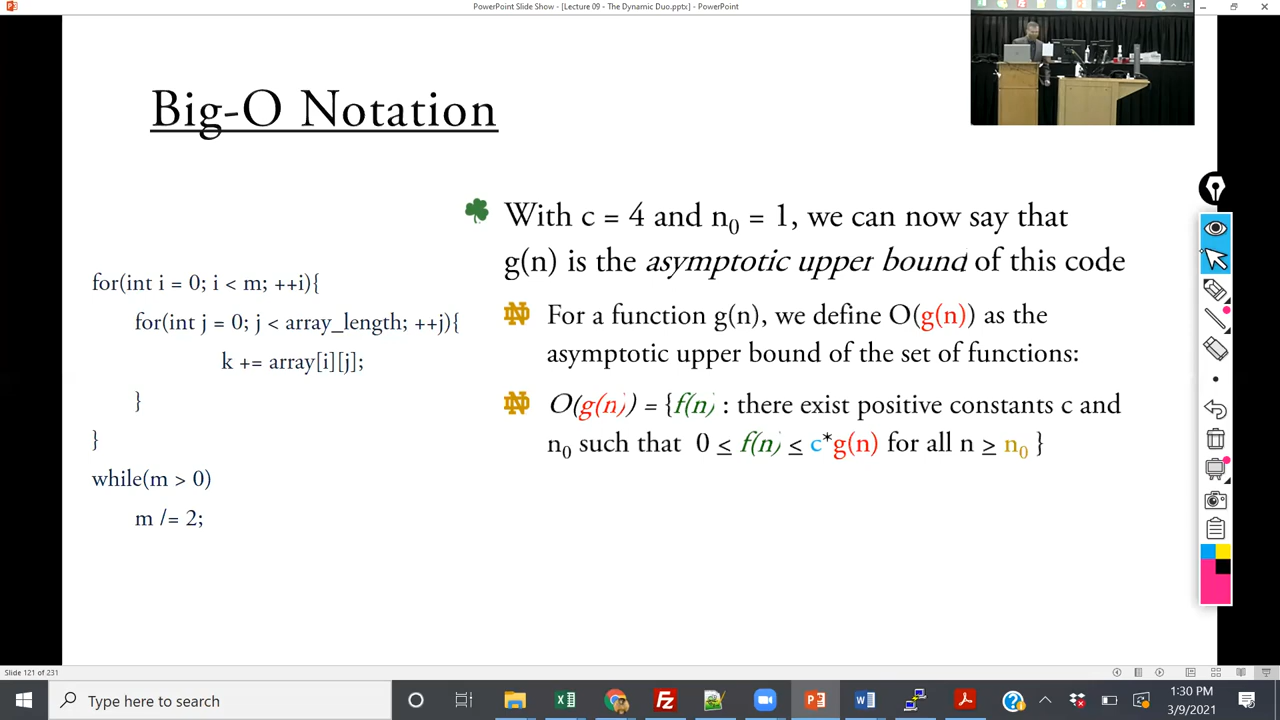 PowerPoint Slide Show - [Lecture 09 - The Dynamic Duo.pptx] - PowerPoint
Big-O Notation
With c = 4 and n0 = 1, we can now say that
g(n) is the asymptotic upper bound of this code
For a function g(n), we define O(g(n)) as the
asymptotic upper bound of the set of functions:
O(g(n)) = {f(n) : there exist positive constants c and
n0 such that 0 ≤ f(n) ≤ c*g(n) for all n ≥ n0 }
for(int i = 0; i < m; ++i){
for(int j = 0; j < array_length; ++j){
k += array[i][j];
}
}
while(m > 0)
m /= 2;
Slide 121 of 231
Type here to search
1:30 PM
3/9/2021